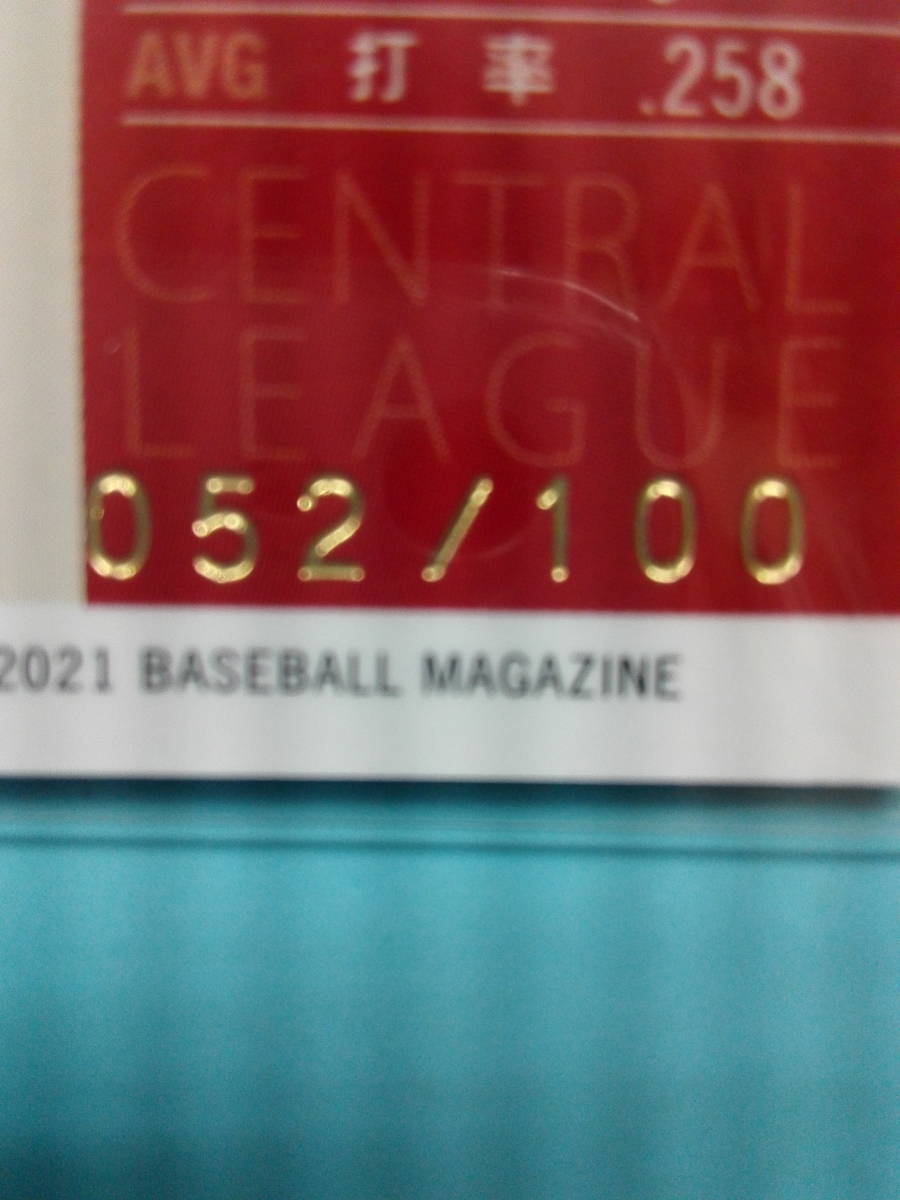 AVG 打率 .258
CENTRAL
LEAGUE
052/100
2021 BASEBALL MAGAZINE